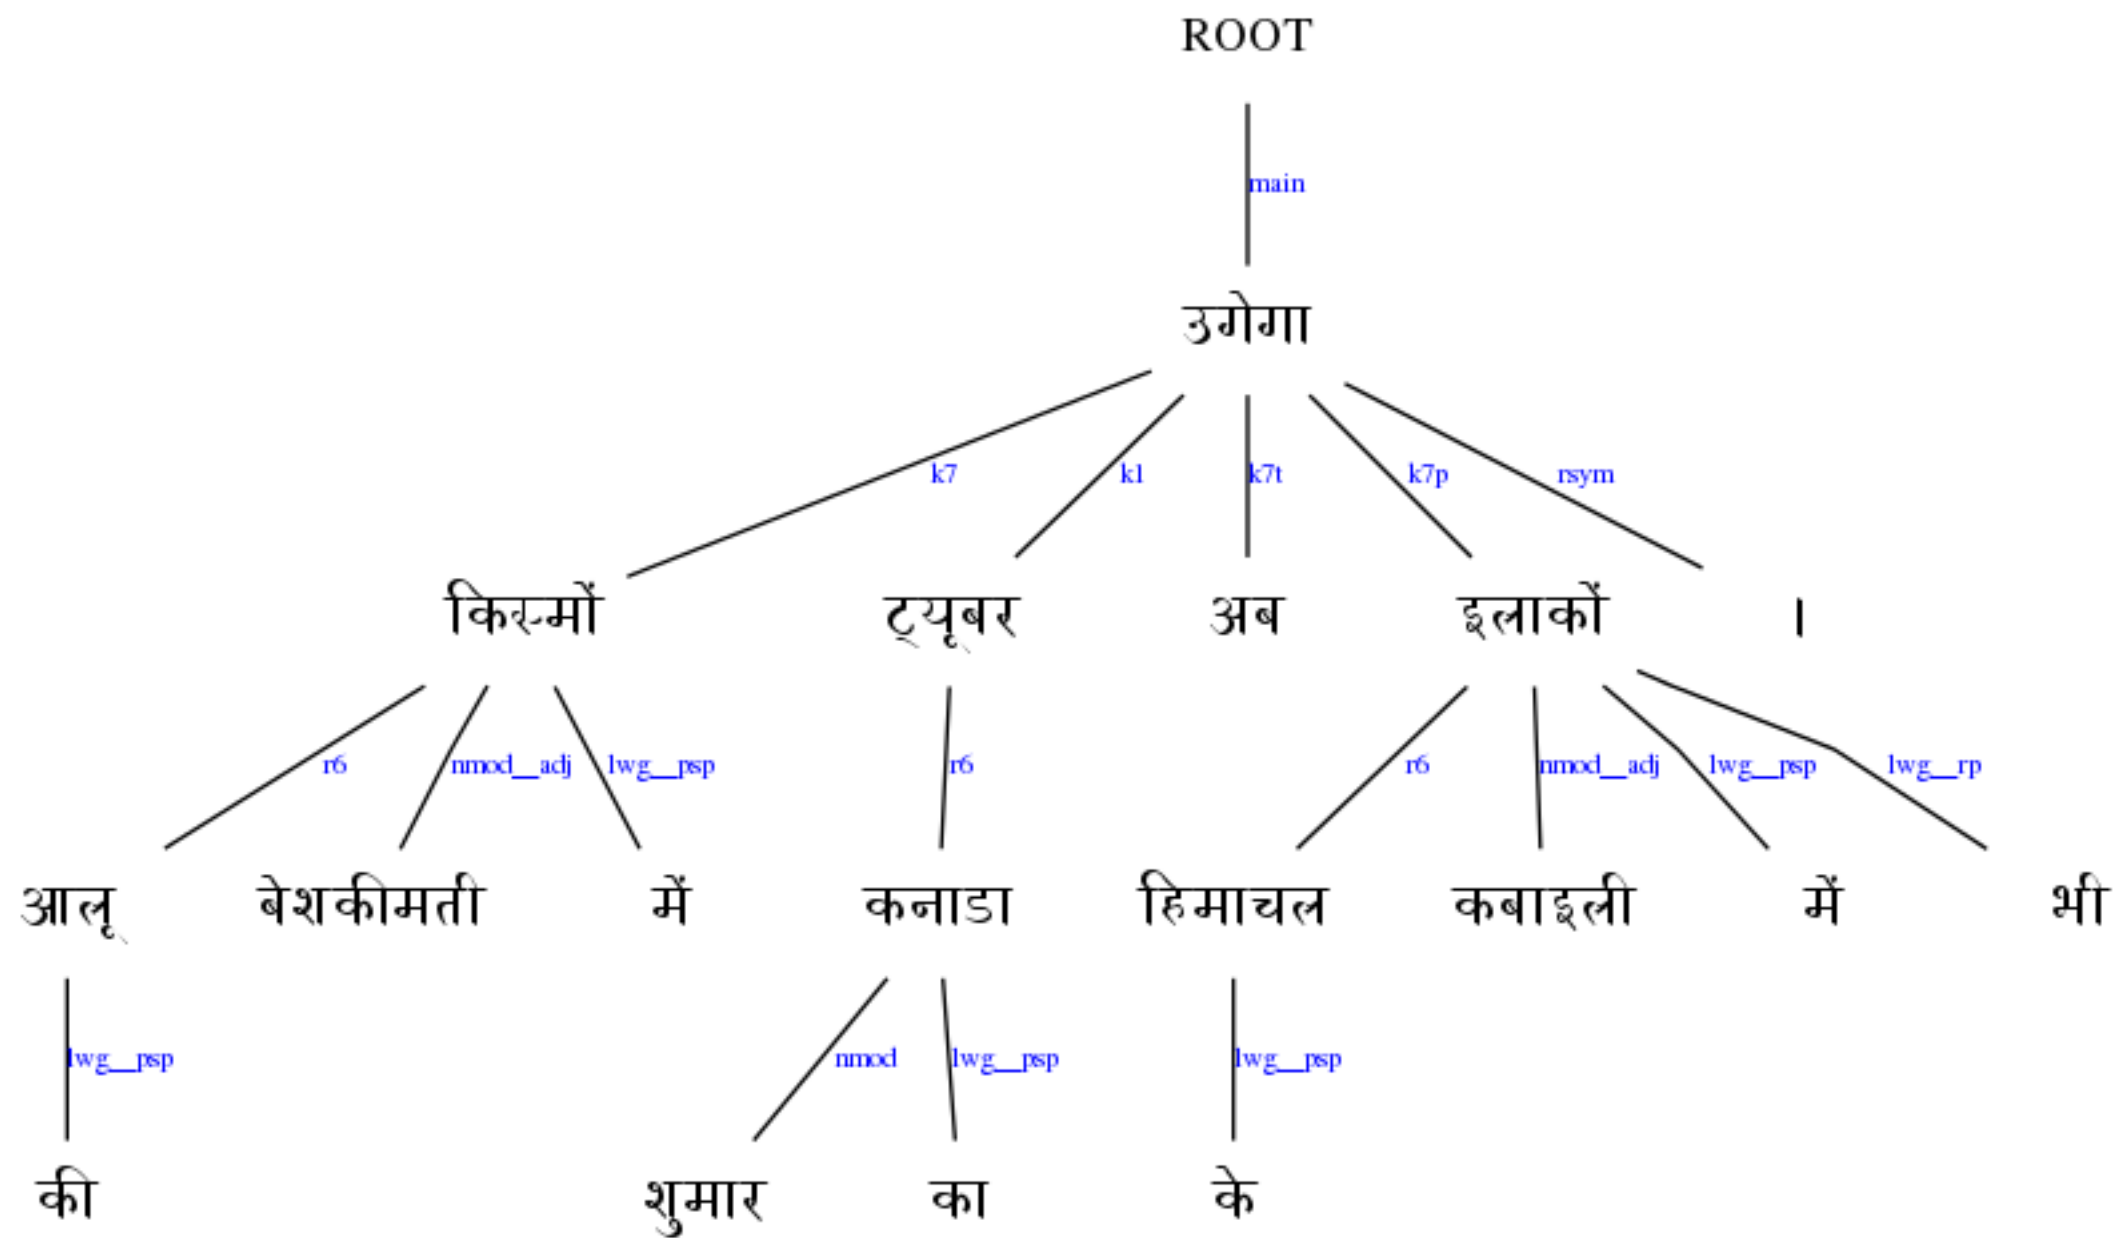 ROOT
main
उगेगा
k7 k1 k7t k7p rsym
किस्मों ट्यूबर अब इलाकों ।
r6 nmod__adj lwg__psp r6 r6 nmod__adj lwg__psp lwg__rp
आलू बेशकीमती में कनाडा हिमाचल कबाइली में भी
lwg__psp nmod lwg__psp lwg__psp
की शुमार का के